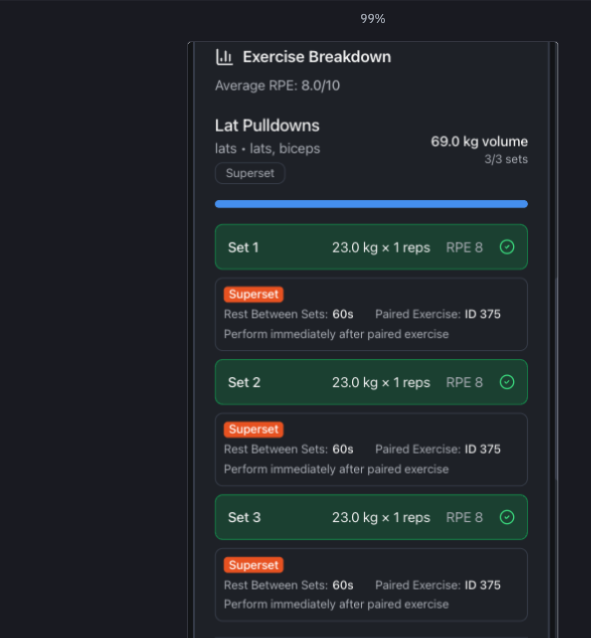 99%
Exercise Breakdown
Average RPE: 8.0/10
Lat Pulldowns
lats • lats, biceps
69.0 kg volume
3/3 sets
Superset
Set 1 23.0 kg × 1 reps RPE 8
Superset
Rest Between Sets: 60s Paired Exercise: ID 375
Perform immediately after paired exercise
Set 2 23.0 kg × 1 reps RPE 8
Superset
Rest Between Sets: 60s Paired Exercise: ID 375
Perform immediately after paired exercise
Set 3 23.0 kg × 1 reps RPE 8
Superset
Rest Between Sets: 60s Paired Exercise: ID 375
Perform immediately after paired exercise